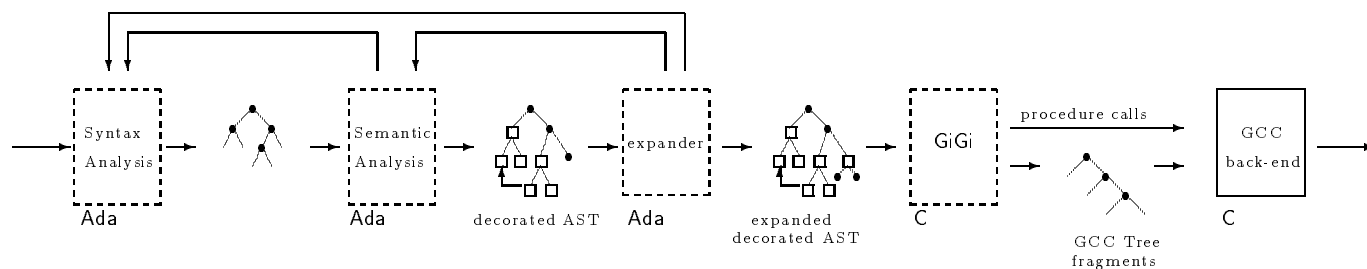 Syntax
Analysis
Ada
Semantic
Analysis
Ada
decorated AST
expander
Ada
expanded
decorated AST
GiGi
C
procedure calls
GCC Tree
fragments
GCC
back-end
C